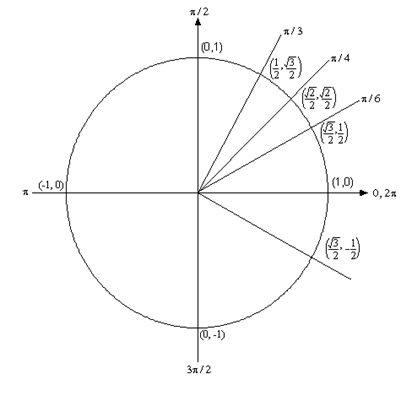 π/2
(0,1)
π/3
(1/2, √3/2)
π/4
(√2/2, √2/2)
π/6
(√3/2, 1/2)
π
(-1, 0)
(1,0)
0, 2π
(√3/2, -1/2)
(0, -1)
3π/2